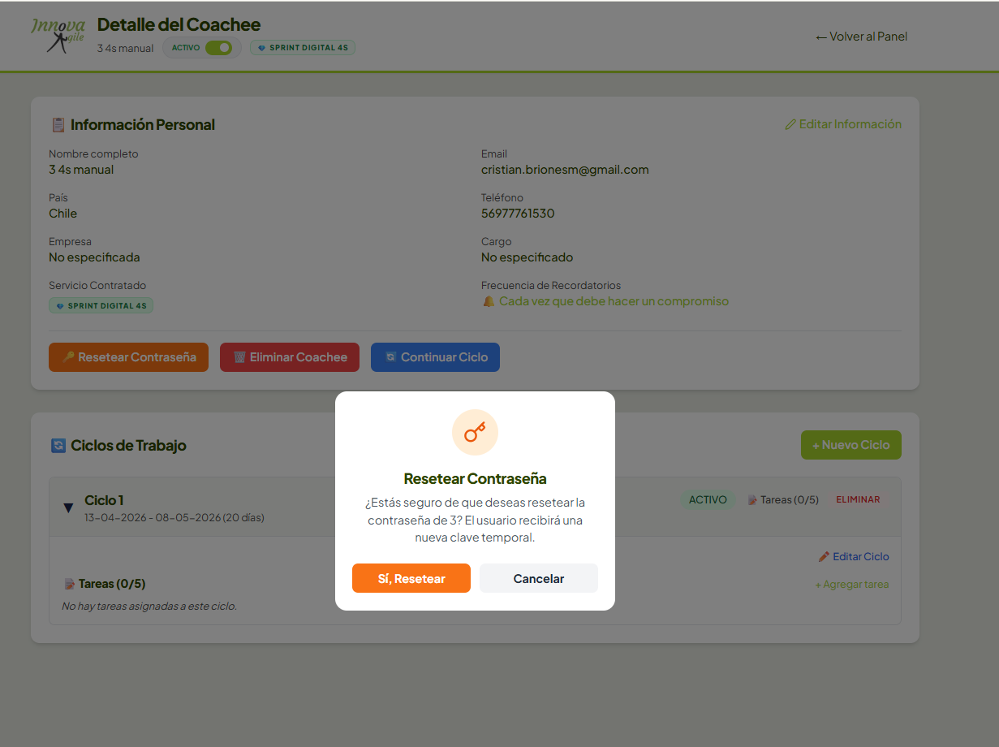 Innova
Agile
Detalle del Coachee
3 4s manual
ACTIVO
SPRINT DIGITAL 4S
← Volver al Panel
Información Personal
Editar Información
Nombre completo
3 4s manual
Email
cristian.brionesm@gmail.com
País
Chile
Teléfono
56977761530
Empresa
No especificada
Cargo
No especificado
Servicio Contratado
SPRINT DIGITAL 4S
Frecuencia de Recordatorios
Cada vez que debe hacer un compromiso
Resetear Contraseña
Eliminar Coachee
Continuar Ciclo
Ciclos de Trabajo
+ Nuevo Ciclo
Ciclo 1
13-04-2026 - 08-05-2026 (20 días)
ACTIVO
Tareas (0/5)
ELIMINAR
Editar Ciclo
Tareas (0/5)
+ Agregar tarea
No hay tareas asignadas a este ciclo.
Resetear Contraseña
¿Estás seguro de que deseas resetear la
contraseña de 3? El usuario recibirá una
nueva clave temporal.
Sí, Resetear
Cancelar